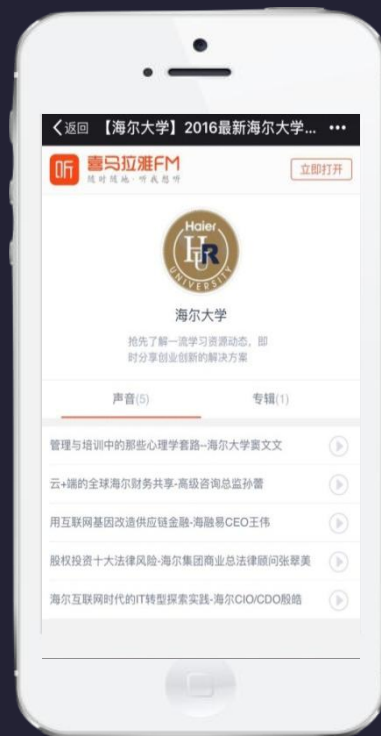 返回 【海尔大学】2016最新海尔大学... •••
听 喜马拉雅FM 立即打开
随时随地·听我想听
Haier
HUR
UNIVERSITY
海尔大学
抢先了解一流学习资源动态，即
时分享创业创新的解决方案
声音(5) 专辑(1)
管理与培训中的那些心理学套路--海尔大学窦文文
云+端的全球海尔财务共享-高级咨询总监孙蕾
用互联网基因改造供应链金融-海融易CEO王伟
股权投资十大法律风险-海尔集团商业总法律顾问张翠美
海尔互联网时代的IT转型探索实践-海尔CIO/CDO殷皓